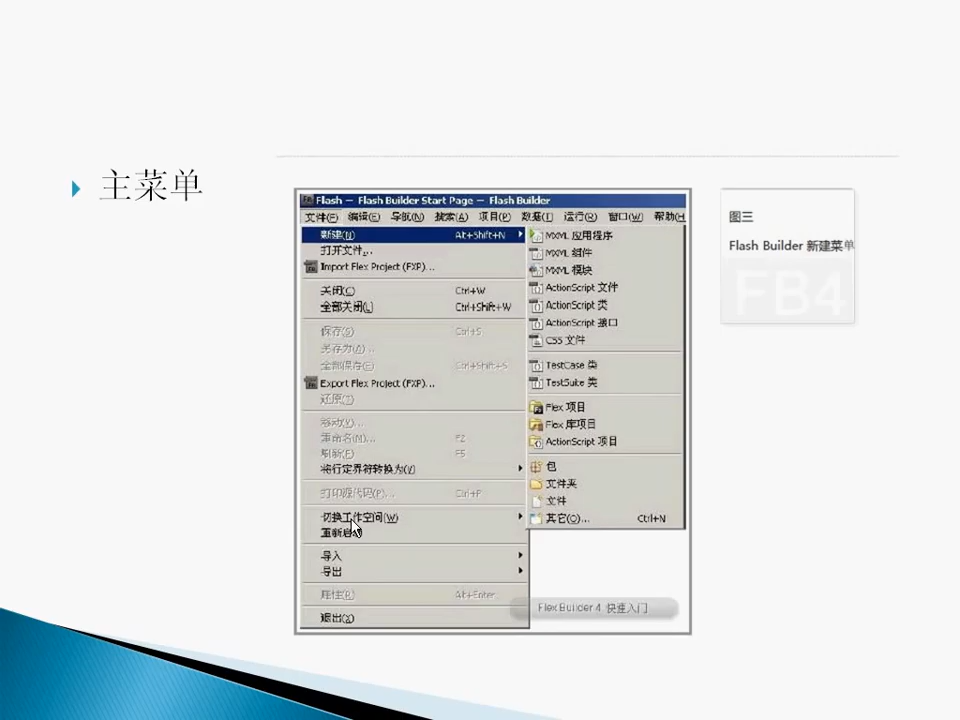 主菜单
Flash - Flash Builder Start Page - Flash Builder
文件(F) 编辑(E) 导航(N) 搜索(A) 项目(P) 数据(D) 运行(R) 窗口(W) 帮助(H
新建(N) Alt+Shift+N
打开文件...
Import Flex Project (FXP)...
关闭(C) Ctrl+W
全部关闭(L) Ctrl+Shift+W
保存(S) Ctrl+S
另存为(A)...
全部保存(E) Ctrl+Shift+S
Export Flex Project (FXP)...
还原(T)
移动(V)...
重命名(M)... F2
刷新(F) F5
将行定界符转换为(V)
打印源代码(P)... Ctrl+P
切换工作空间(W)
重新启动
导入
导出
属性(R) Alt+Enter
退出(X)
MXML 应用程序
MXML 组件
MXML 模块
ActionScript 文件
ActionScript 类
ActionScript 接口
CSS 文件
TestCase 类
TestSuite 类
Flex 项目
Flex 库项目
ActionScript 项目
包
文件夹
文件
其它(O)... Ctrl+N
Flex Builder 4 快速入门
图三
Flash Builder 新建菜单
FB4